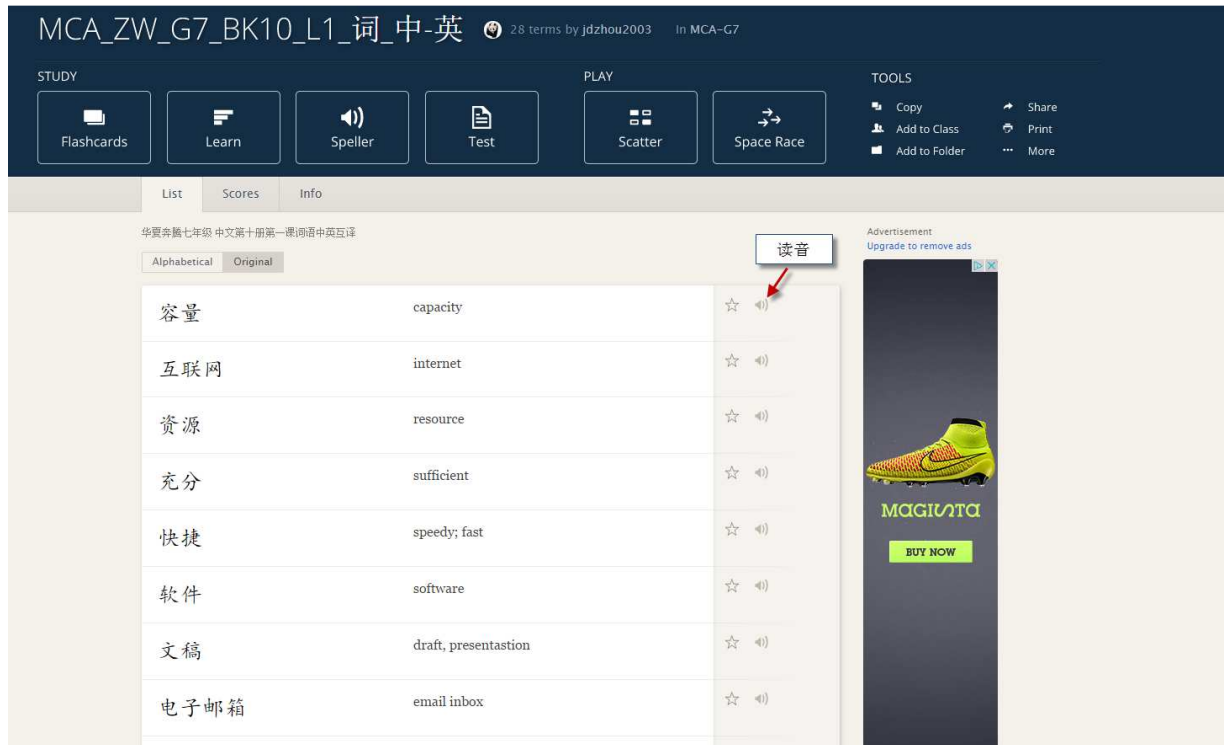 MCA_ZW_G7_BK10_L1_词_中-英 28 terms by jdzhou2003 In MCA-G7
STUDY
Flashcards
Learn
Speller
Test
PLAY
Scatter
Space Race
TOOLS
Copy
Share
Add to Class
Print
Add to Folder
More
List
Scores
Info
华夏奔腾七年级 中文第十册第一课词语中英互译
Alphabetical
Original
读音
容量 capacity
互联网 internet
资源 resource
充分 sufficient
快捷 speedy; fast
软件 software
文稿 draft, presentastion
电子邮箱 email inbox
Advertisement
Upgrade to remove ads
MAGISTA
BUY NOW